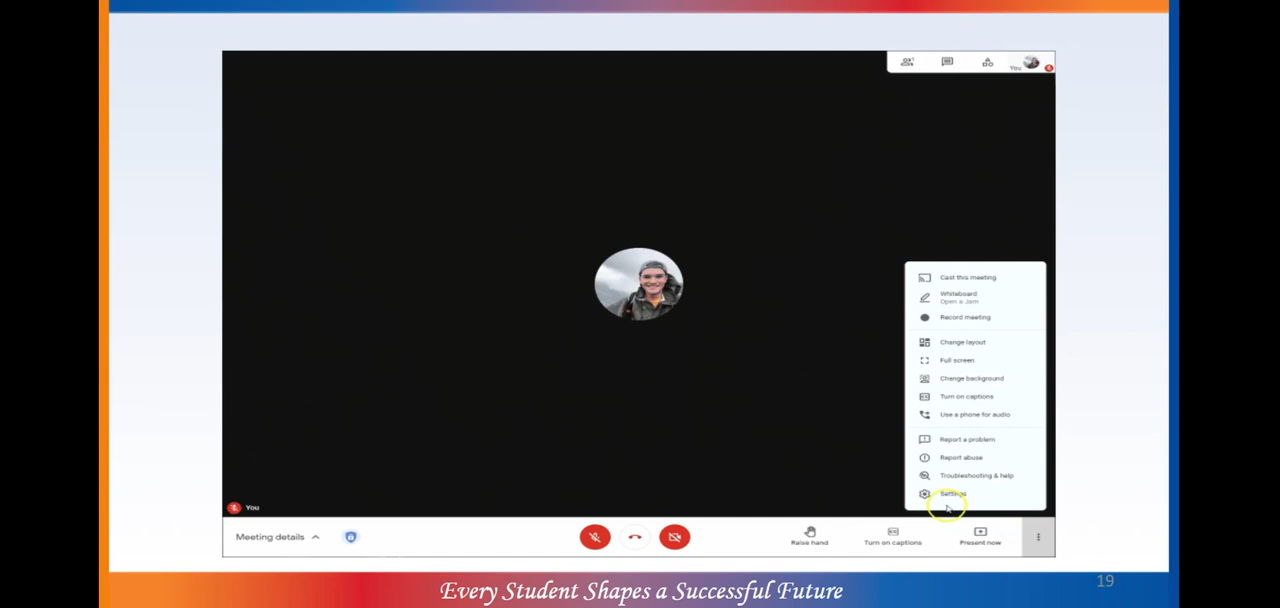 You
Cast this meeting
Whiteboard
Open a Jam
Record meeting
Change layout
Full screen
Change background
Turn on captions
Use a phone for audio
Report a problem
Report abuse
Troubleshooting & help
Settings
You
Meeting details
Raise hand
Turn on captions
Present now
Every Student Shapes a Successful Future
19